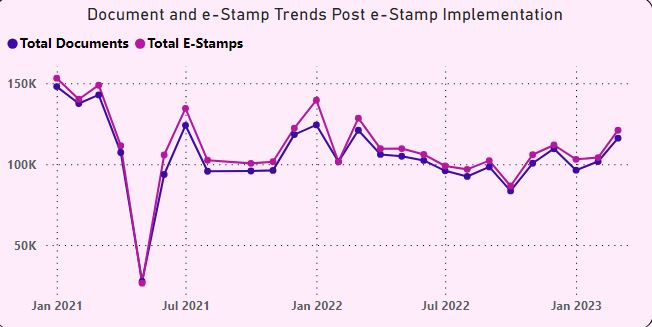 Document and e-Stamp Trends Post e-Stamp Implementation
Total Documents Total E-Stamps
150K
100K
50K
Jan 2021 Jul 2021 Jan 2022 Jul 2022 Jan 2023